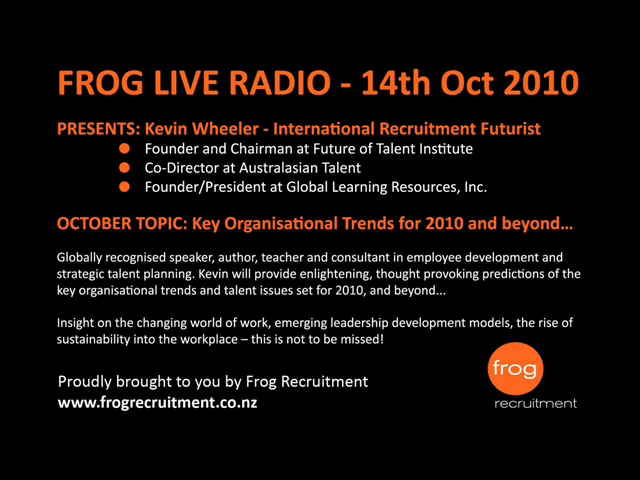 FROG LIVE RADIO - 14th Oct 2010
PRESENTS: Kevin Wheeler - International Recruitment Futurist
Founder and Chairman at Future of Talent Institute
Co-Director at Australasian Talent
Founder/President at Global Learning Resources, Inc.
OCTOBER TOPIC: Key Organisational Trends for 2010 and beyond...
Globally recognised speaker, author, teacher and consultant in employee development and
strategic talent planning. Kevin will provide enlightening, thought provoking predictions of the
key organisational trends and talent issues set for 2010, and beyond...
Insight on the changing world of work, emerging leadership development models, the rise of
sustainability into the workplace – this is not to be missed!
Proudly brought to you by Frog Recruitment
www.frogrecruitment.co.nz
frog
recruitment